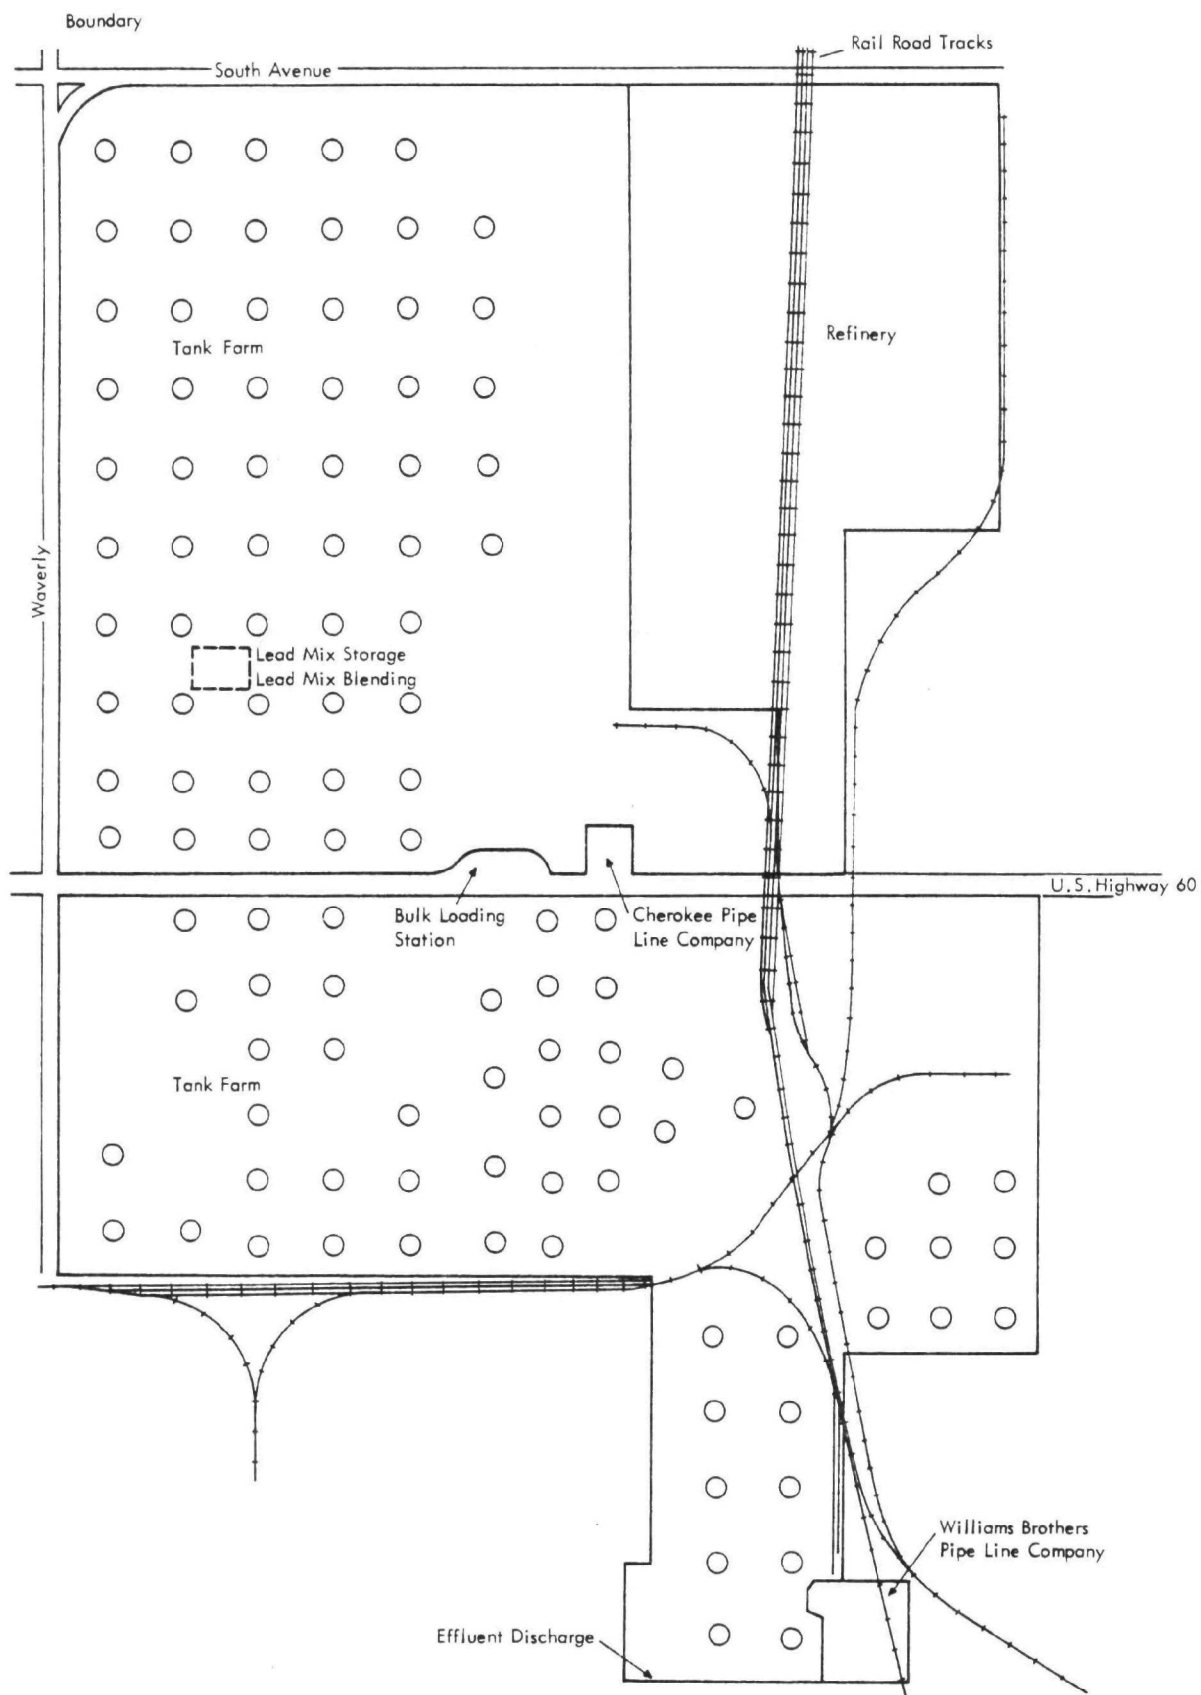 Boundary
Rail Road Tracks
South Avenue
Refinery
Tank Farm
Waverly
Lead Mix Storage
Lead Mix Blending
U.S. Highway 60
Bulk Loading
Station
Cherokee Pipe
Line Company
Tank Farm
Williams Brothers
Pipe Line Company
Effluent Discharge